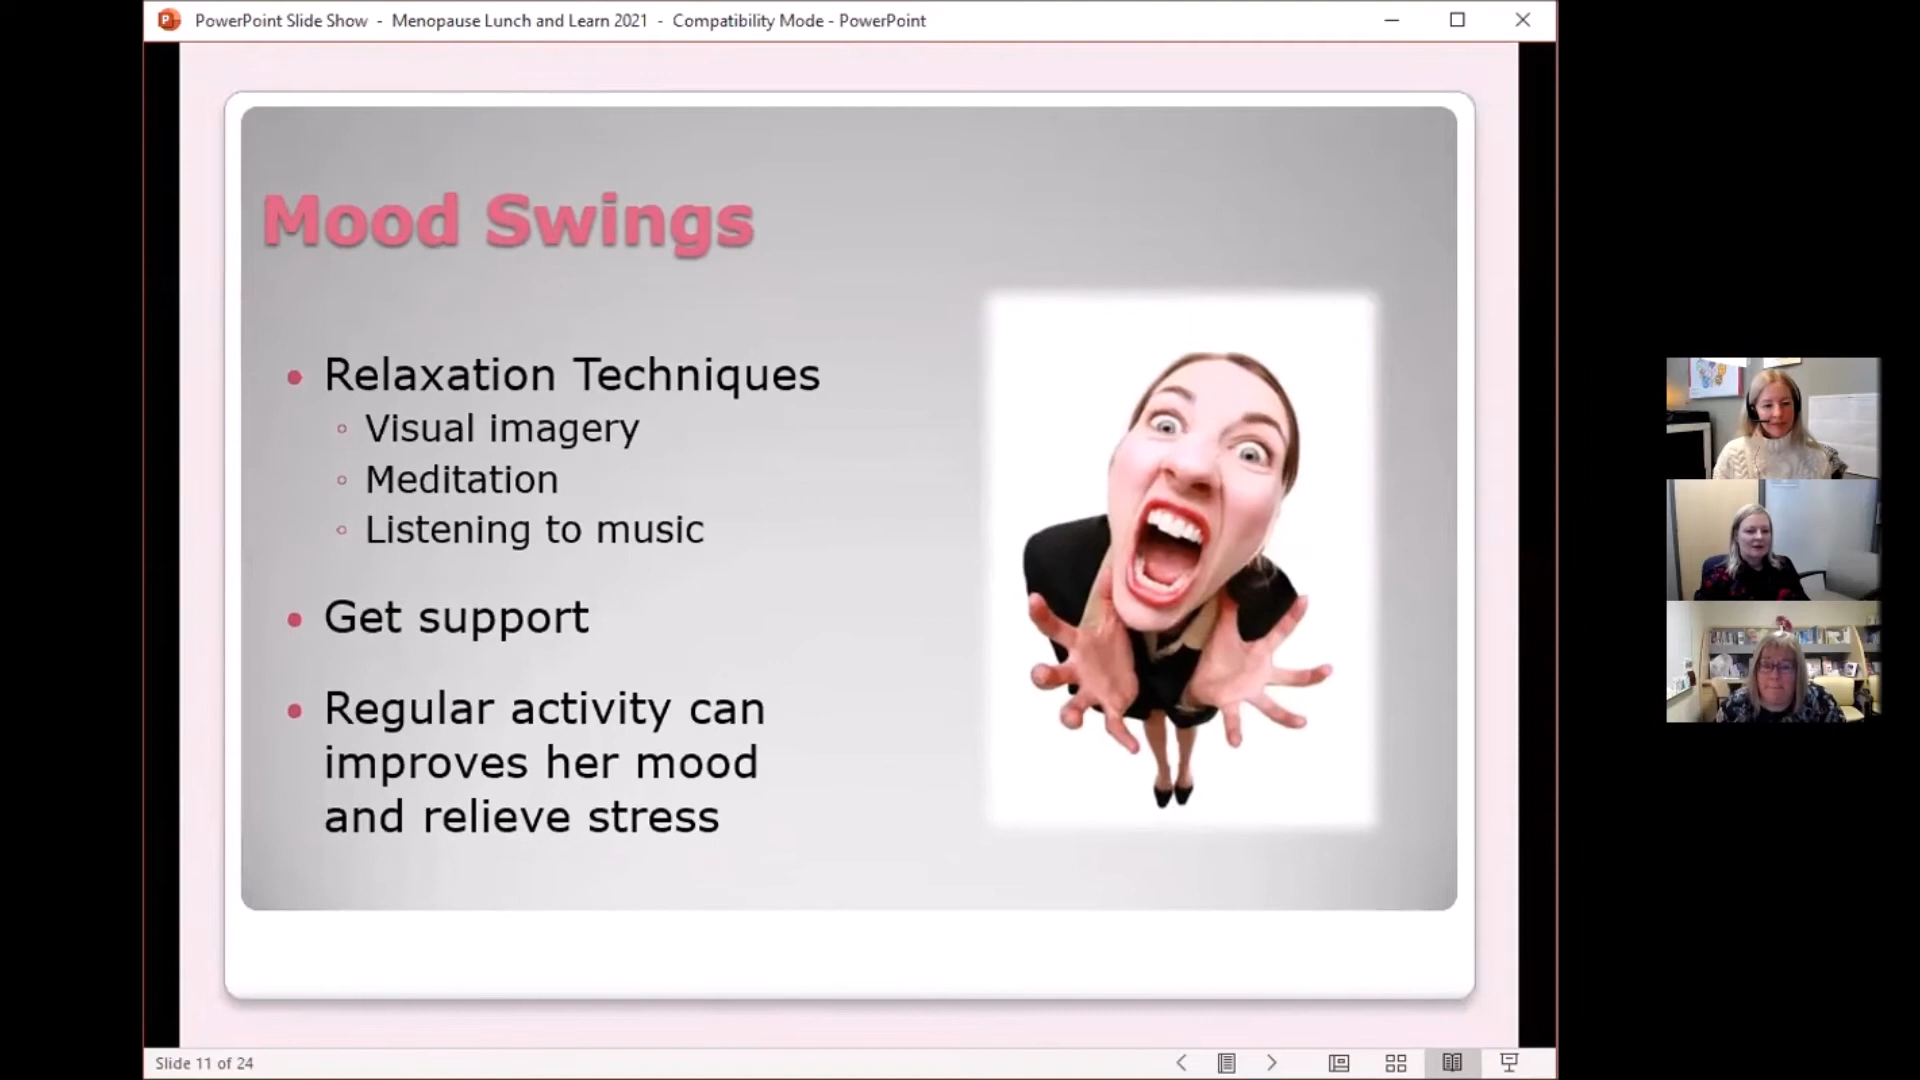 PowerPoint Slide Show - Menopause Lunch and Learn 2021 - Compatibility Mode - PowerPoint
Mood Swings
• Relaxation Techniques
◦ Visual imagery
◦ Meditation
◦ Listening to music
• Get support
• Regular activity can
improves her mood
and relieve stress
Slide 11 of 24